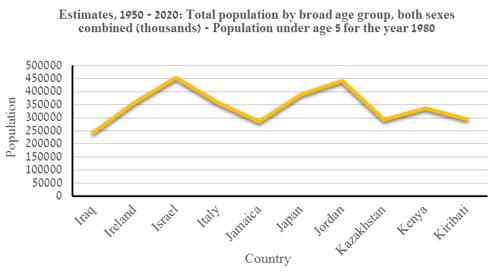 Estimates, 1950 - 2020: Total population by broad age group, both sexes
combined (thousands) - Population under age 5 for the year 1980
500000
450000
400000
350000
300000
250000
200000
150000
100000
50000
0
Population
Iraq
Ireland
Israel
Italy
Jamaica
Japan
Jordan
Kazakhstan
Kenya
Kiribati
Country